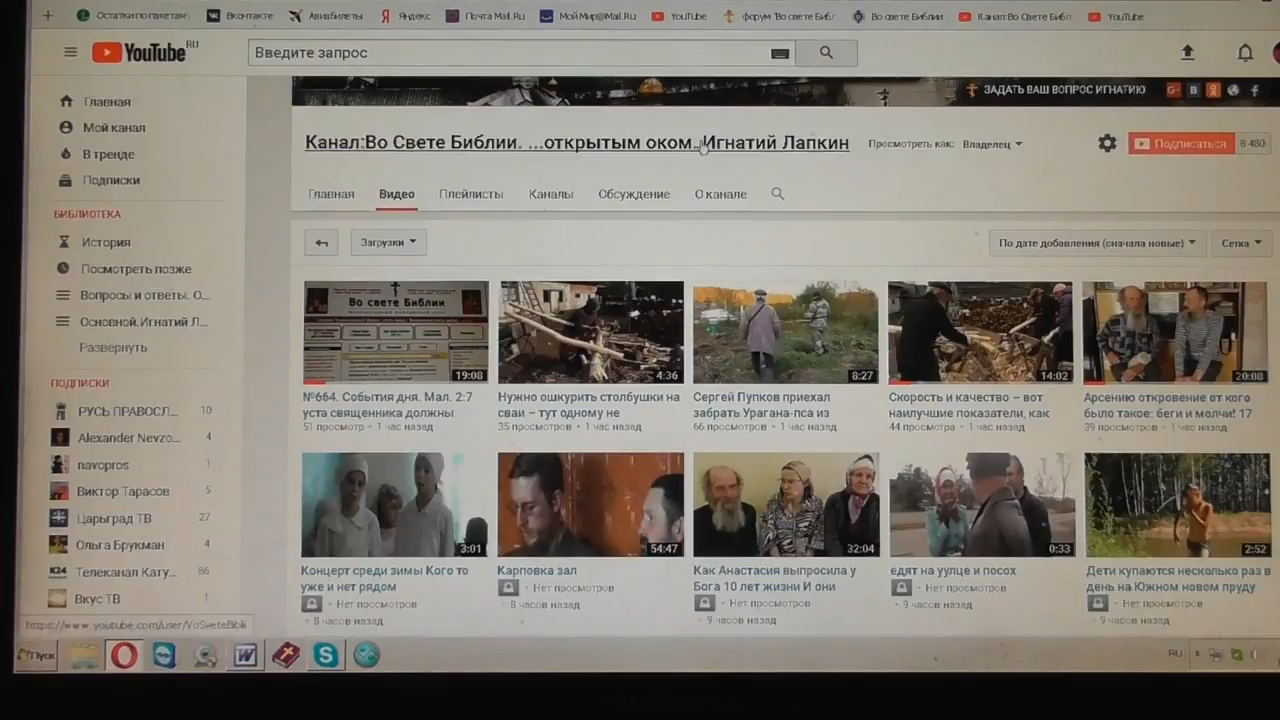 Остатки по пакетам
Вконтакте
Авиабилеты
Яндекс
Почта Mail.Ru
МойМир@Mail.Ru
YouTube
форум "Во свете Библ
Во свете Библии
Канал:Во Свете Библ
YouTube
YouTube RU
Введите запрос
ЗАДАТЬ ВАШ ВОПРОС ИГНАТИЮ
Главная
Мой канал
В тренде
Подписки
БИБЛИОТЕКА
История
Посмотреть позже
Вопросы и ответы. О...
Основной.Игнатий Л...
Развернуть
ПОДПИСКИ
РУСЬ ПРАВОСЛ... 10
Alexander Nevzo... 4
navopros 1
Виктор Тарасов 5
Царьград ТВ 27
Ольга Брукман 4
Телеканал Кату... 86
Вкус ТВ 1
Канал:Во Свете Библии. ...открытым оком. Игнатий Лапкин
Просмотреть как: Владелец
Подписаться 8 480
Главная Видео Плейлисты Каналы Обсуждение О канале
Загрузки
По дате добавления (сначала новые)
Сетка
Во свете Библии
19:08
4:36
8:27
14:02
20:08
№664. События дня. Мал. 2:7
уста священника должны
51 просмотр • 1 час назад
Нужно ошкурить столбушки на
сваи – тут одному не
35 просмотров • 1 час назад
Сергей Пупков приехал
забрать Урагана-пса из
66 просмотров • 1 час назад
Скорость и качество – вот
наилучшие показатели, как
44 просмотра • 1 час назад
Арсению откровение от кого
было такое: беги и молчи! 17
39 просмотров • 1 час назад
3:01
54:47
32:04
0:33
2:52
Концерт среди зимы Кого то
уже и нет рядом
• Нет просмотров
• 8 часов назад
Карповка зал
• Нет просмотров
• 8 часов назад
Как Анастасия выпросила у
Бога 10 лет жизни И они
• Нет просмотров
• 9 часов назад
едят на уулце и посох
• Нет просмотров
• 9 часов назад
Дети купаются несколько раз в
день на Южном новом пруду
• Нет просмотров
• 9 часов назад
https://www.youtube.com/user/VoSveteBibli
Пуск
RU